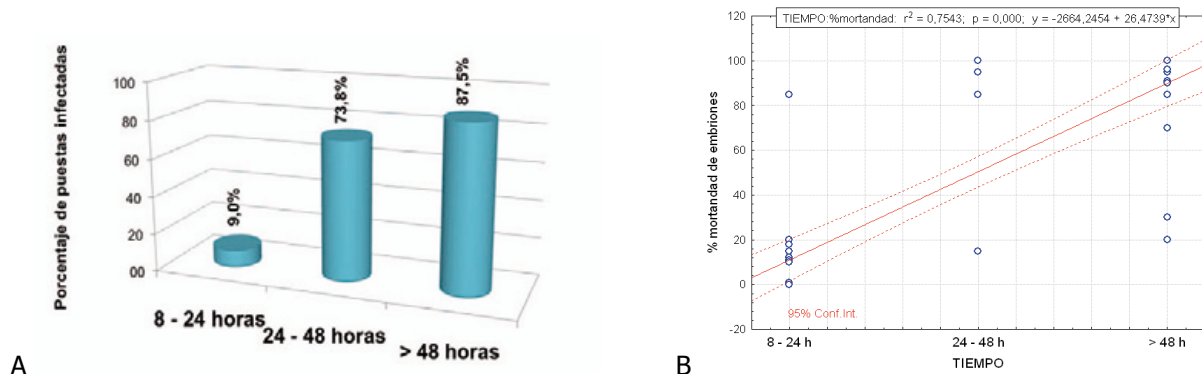 Porcentaje de puestas infectadas
100
80
60
40
20
00
9,0%
73,8%
87,5%
8 - 24 horas
24 - 48 horas
> 48 horas
A
TIEMPO:%mortandad: r² = 0,7543; p = 0,000; y = -2664,2454 + 26,4739*x
% mortandad de embriones
120
100
80
60
40
20
0
-20
95% Conf.Int.
8 - 24 h
24 - 48 h
> 48 h
TIEMPO
B